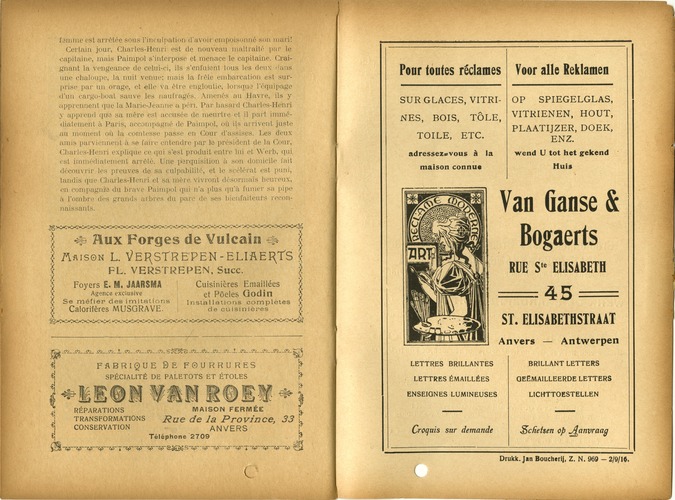 Danine est arrêtée sous l'inculpation d'avoir empoisonné son mari!
Certain jour, Charles-Henri est de nouveau maltraité par le
capitaine, mais Paimpol s'interpose et menace le capitaine. Crai-
gnant la vengeance de celui-ci, ils s'enfuient tous les deux dans
une chaloupe, la nuit venue; mais la frêle embarcation est sur-
prise par un orage, et elle va être engloutie, lorsque l'équipage
d'un cargo-boat sauve les naufragés. Amenés au Havre, ils y
apprennent que la Marie-Jeanne a péri. Par hasard Charles-Henri
y apprend que sa mère est accusée de meurtre et il part immé-
diatement à Paris, accompagné de Paimpol, où ils arrivent juste
au moment où la comtesse passe en Cour d'assises. Les deux
amis parviennent à se faire entendre par le président de la Cour,
Charles-Henri explique ce qui s'est produit entre lui et Werb, qui
est immédiatement arrêté. Une perquisition à son domicile fait
découvrir les preuves de sa culpabilité, et le scélérat est puni,
tandis que Charles-Henri et sa mère vivront désormais heureux,
en compagnie du brave Paimpol qui n'a plus qu'à fumer sa pipe
à l'ombre des grands arbres du parc de ses bienfaiteurs recon-
naissants.
Aux Forges de Vulcain
MAISON L. VERSTREPEN-ELIAERTS
FL. VERSTREPEN, Succ.
Foyers E. M. JAARSMA
Agence exclusive
Se méfier des imitations
Calorifères MUSGRAVE
Cuisinières Emaillées
et Pôeles Godin
Installations complètes
de cuisinières
FABRIQUE DE FOURRURES
SPÉCIALITÉ DE PALETOTS ET ÉTOLES
LEON VAN ROEY
RÉPARATIONS
TRANSFORMATIONS
CONSERVATION
MAISON FERMÉE
Rue de la Province, 33
ANVERS
Téléphone 2709
Pour toutes réclames
SUR GLACES, VITRI-
NES, BOIS, TÔLE,
TOILE, ETC.
adressez-vous à la
maison connue
Voor alle Reklamen
OP SPIEGELGLAS,
VITRIENEN, HOUT,
PLAATIJZER, DOEK,
ENZ.
wend U tot het gekend
Huis
RÉCLAME MODERNE
ART
Van Ganse &
Bogaerts
RUE Ste ELISABETH
45
ST. ELISABETHSTRAAT
Anvers — Antwerpen
LETTRES BRILLANTES
LETTRES ÉMAILLÉES
ENSEIGNES LUMINEUSES
Croquis sur demande
BRILLANT LETTERS
GEËMAILLEERDE LETTERS
LICHTTOESTELLEN
Schetsen op Aanvraag
Drukk. Jan Boucherij, Z. N. 969 — 2/9/16.